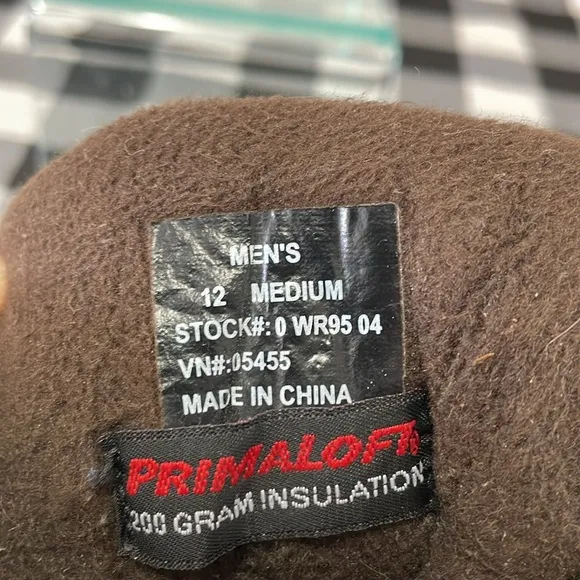 MEN'S
12 MEDIUM
STOCK#: 0 WR95 04
VN#:05455
MADE IN CHINA
PRIMALOFT®
200 GRAM INSULATION